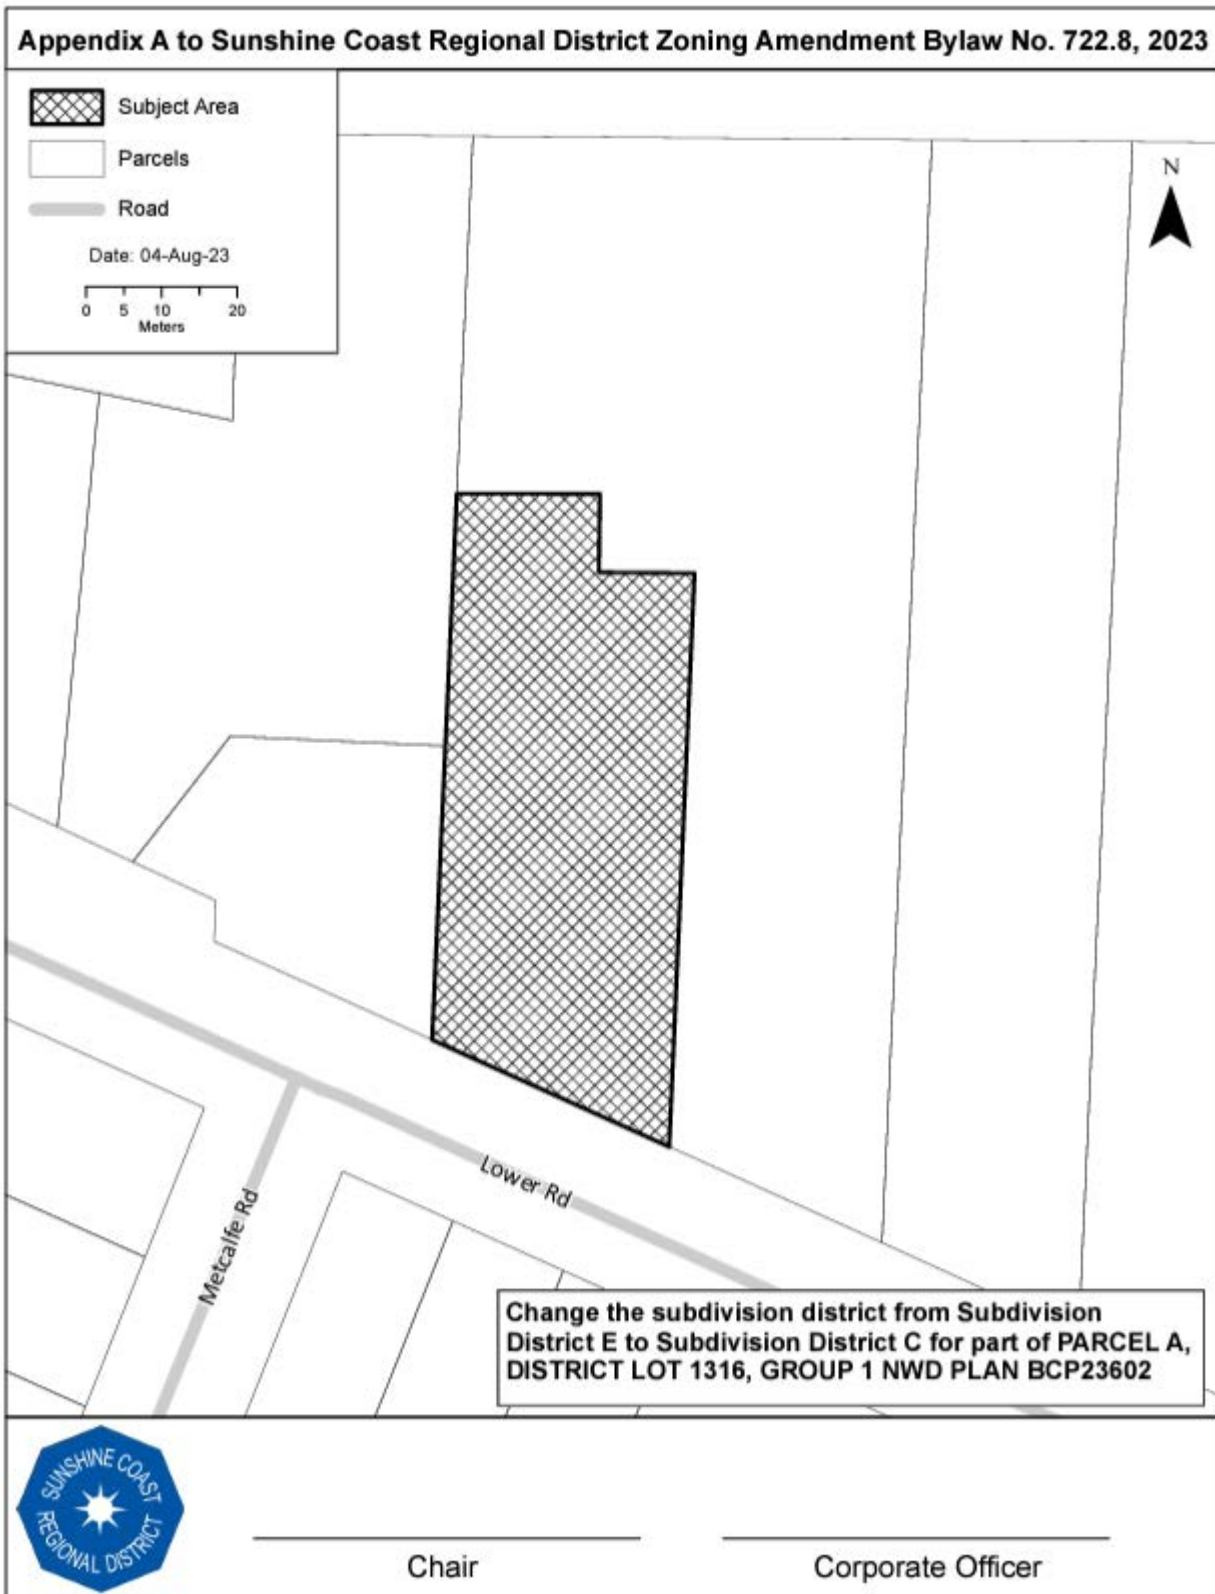 Appendix A to Sunshine Coast Regional District Zoning Amendment Bylaw No. 722.8, 2023
Subject Area
Parcels
Road
Date: 04-Aug-23
0 5 10 20
Meters
N
Lower Rd
Metcalfe Rd
Change the subdivision district from Subdivision
District E to Subdivision District C for part of PARCEL A,
DISTRICT LOT 1316, GROUP 1 NWD PLAN BCP23602
SUNSHINE COAST
REGIONAL DISTRICT
Chair
Corporate Officer